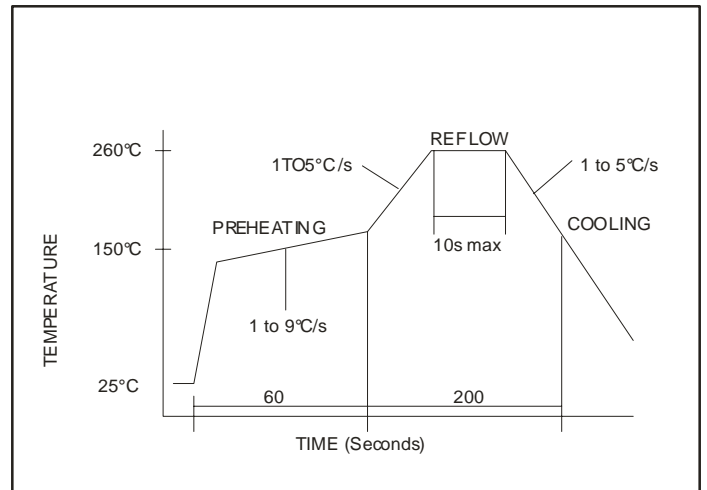 REFLOW
260°C
1TO5°C/s
1 to 5°C/s
PREHEATING
COOLING
150°C
10s max
TEMPERATURE
1 to 9°C/s
25°C
60
200
TIME (Seconds)